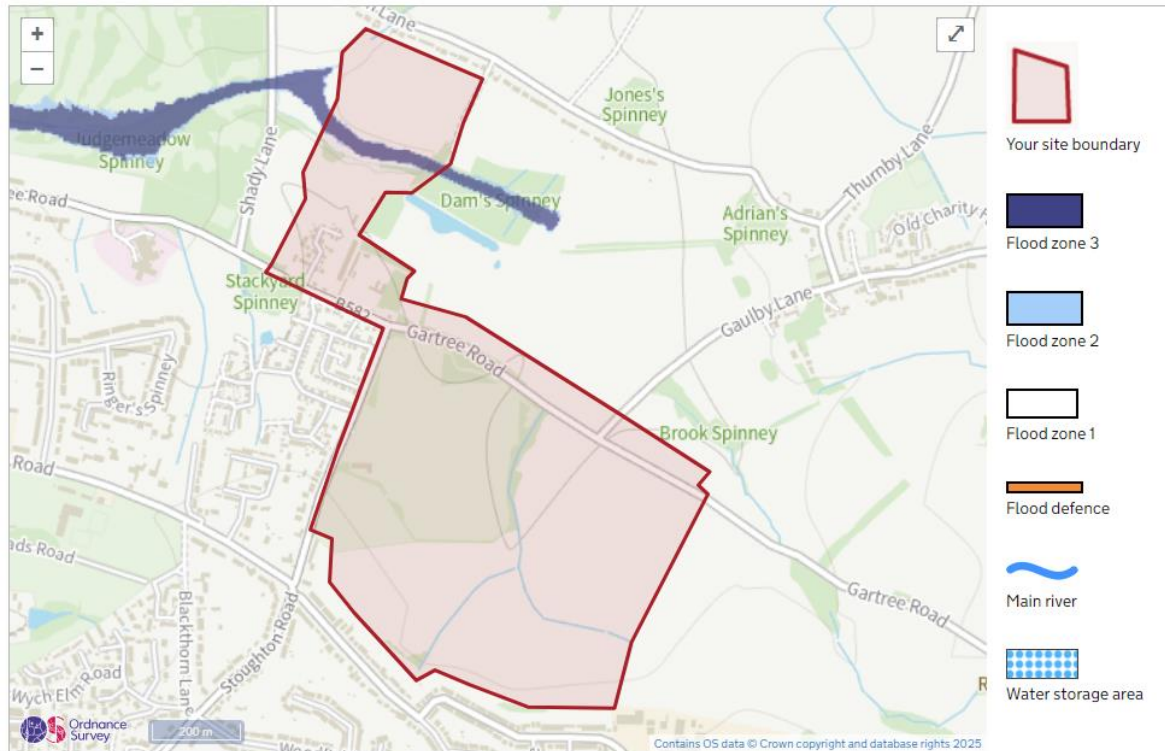 +
−
n Lane
Jones's
Spinney
Judgemeadow
Spinney
Shady Lane
Thurnby Lane
Your site boundary
ee Road
Dam's Spinney
Adrian's
Spinney
Old Charity F
Flood zone 3
Stackyard
Spinney
B582
Gartree Road
Gaulby Lane
Flood zone 2
Ringer's Spinney
Brook Spinney
Flood zone 1
s Road
Flood defence
ads Road
Blackthorn Lane
Stoughton Road
Gartree Road
Main river
Wych Elm Road
R
Water storage area
Ordnance
Survey
200 m
Contains OS data © Crown copyright and database rights 2025